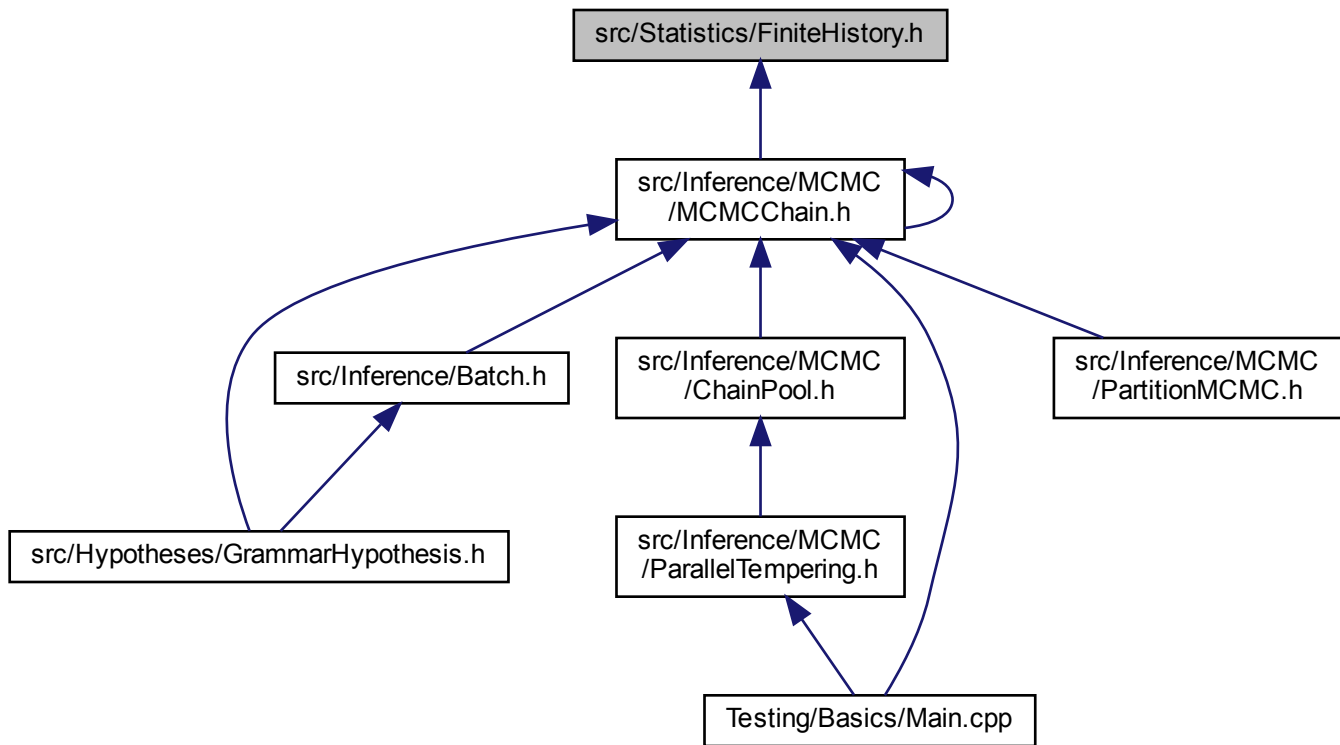 src/Statistics/FiniteHistory.h
src/Inference/MCMC
/MCMCChain.h
src/Inference/Batch.h
src/Inference/MCMC
/ChainPool.h
src/Inference/MCMC
/PartitionMCMC.h
src/Hypotheses/GrammarHypothesis.h
src/Inference/MCMC
/ParallelTempering.h
Testing/Basics/Main.cpp